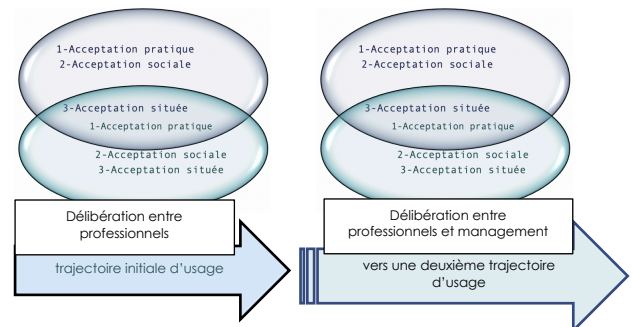 1-Acceptation pratique
2-Acceptation sociale
3-Acceptation située
1-Acceptation pratique
2-Acceptation sociale
3-Acceptation située
Délibération entre
professionnels
trajectoire initiale d’usage
1-Acceptation pratique
2-Acceptation sociale
3-Acceptation située
1-Acceptation pratique
2-Acceptation sociale
3-Acceptation située
Délibération entre
professionnels et management
vers une deuxième trajectoire
d’usage